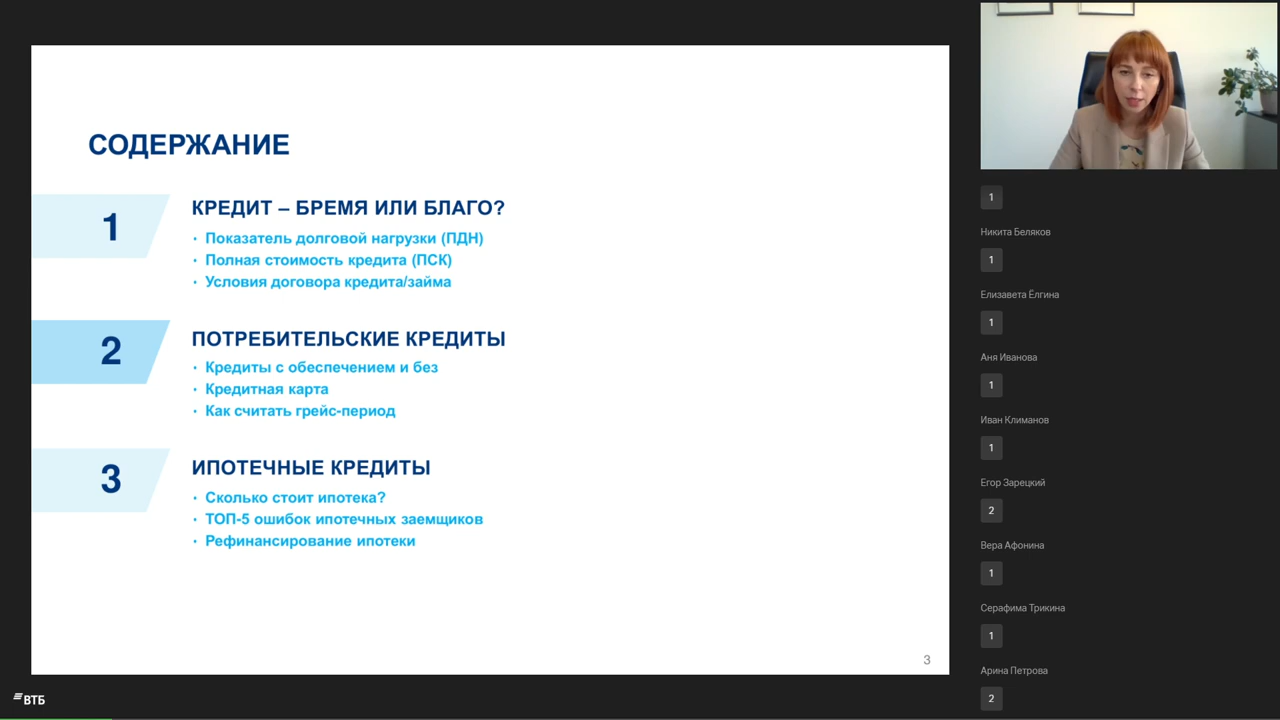 СОДЕРЖАНИЕ
1
КРЕДИТ – БРЕМЯ ИЛИ БЛАГО?
· Показатель долговой нагрузки (ПДН)
· Полная стоимость кредита (ПСК)
· Условия договора кредита/займа
2
ПОТРЕБИТЕЛЬСКИЕ КРЕДИТЫ
· Кредиты с обеспечением и без
· Кредитная карта
· Как считать грейс-период
3
ИПОТЕЧНЫЕ КРЕДИТЫ
· Сколько стоит ипотека?
· ТОП-5 ошибок ипотечных заемщиков
· Рефинансирование ипотеки
3
ВТБ
1
Никита Беляков
1
Елизавета Ёлгина
1
Аня Иванова
1
Иван Климанов
1
Егор Зарецкий
2
Вера Афонина
1
Серафима Трикина
1
Арина Петрова
2